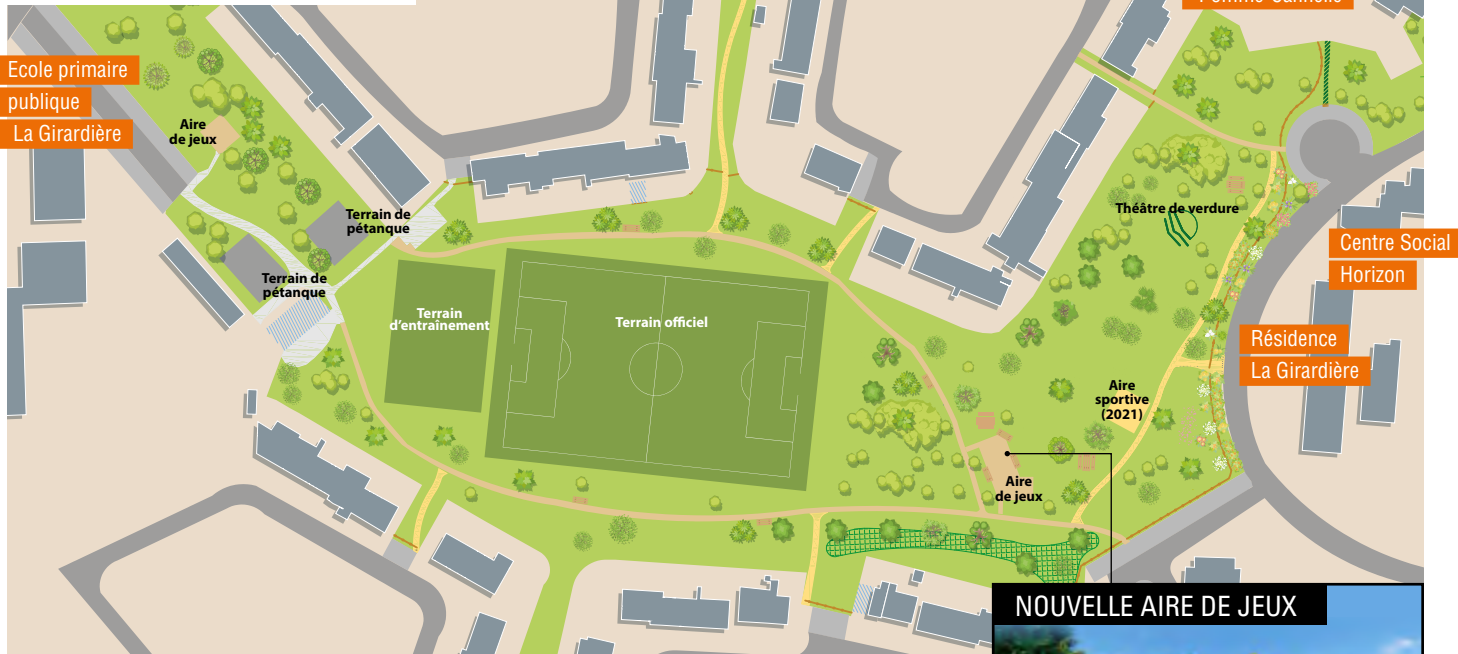 Ecole primaire
publique
La Girardière
Aire
de jeux
Terrain de
pétanque
Terrain de
pétanque
Terrain
d'entraînement
Terrain officiel
Théâtre de verdure
Centre Social
Horizon
Résidence
La Girardière
Aire
sportive
(2021)
Aire
de jeux
NOUVELLE AIRE DE JEUX